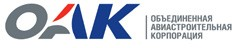 ОАК
ОБЪЕДИНЕННАЯ
АВИАСТРОИТЕЛЬНАЯ
КОРПОРАЦИЯ